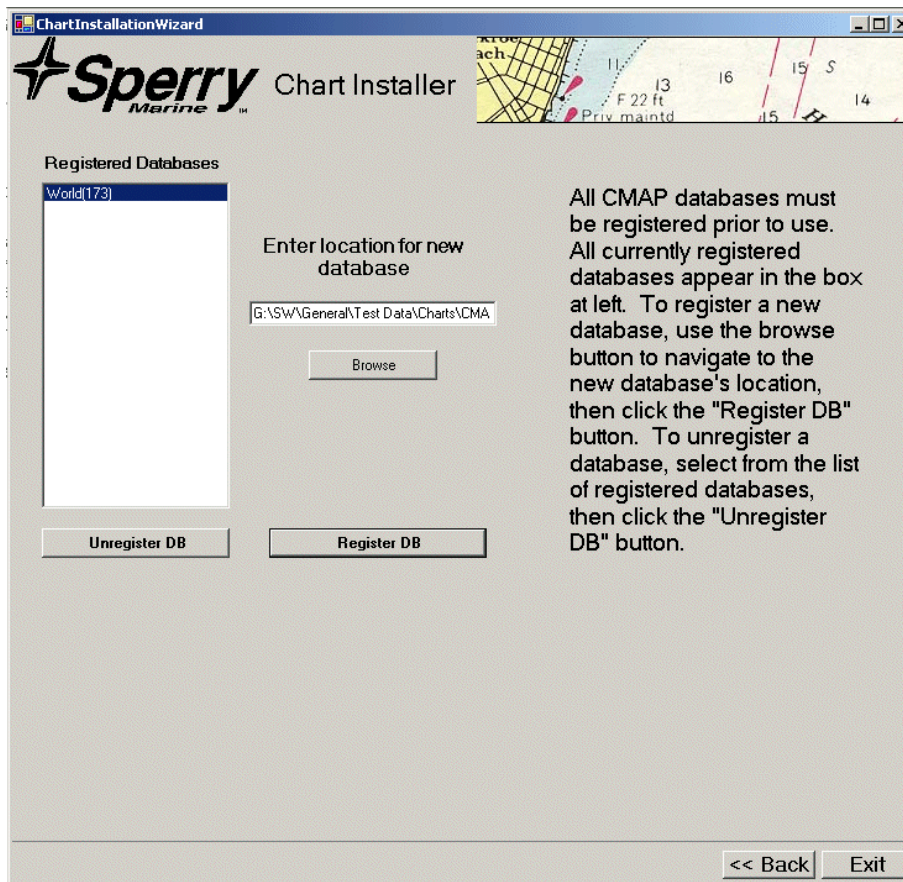 ChartInstallationWizard
Sperry
Marine
TM
Chart Installer
ach
11
13
16
15
S
14
F 22 ft
Priv maintd
15
H
Registered Databases
World(173)
Enter location for new
database
G:\SW\General\Test Data\Charts\CMA
Browse
Unregister DB
Register DB
All CMAP databases must
be registered prior to use.
All currently registered
databases appear in the box
at left. To register a new
database, use the browse
button to navigate to the
new database's location,
then click the "Register DB"
button. To unregister a
database, select from the list
of registered databases,
then click the "Unregister
DB" button.
<< Back
Exit